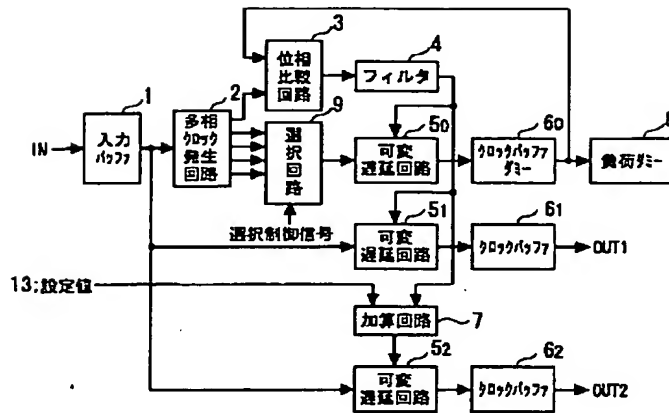 3
位相
比較
回路
4
フィルタ
1
入力
バッファ
IN
2
多相
クロック
発生
回路
9
選
択
回
路
選択制御信号
50
可変
遅延回路
60
クロックバッファ
ダミー
8
負荷ダミー
51
可変
遅延回路
61
クロックバッファ
OUT1
13;設定値
加算回路
7
52
可変
遅延回路
62
クロックバッファ
OUT2